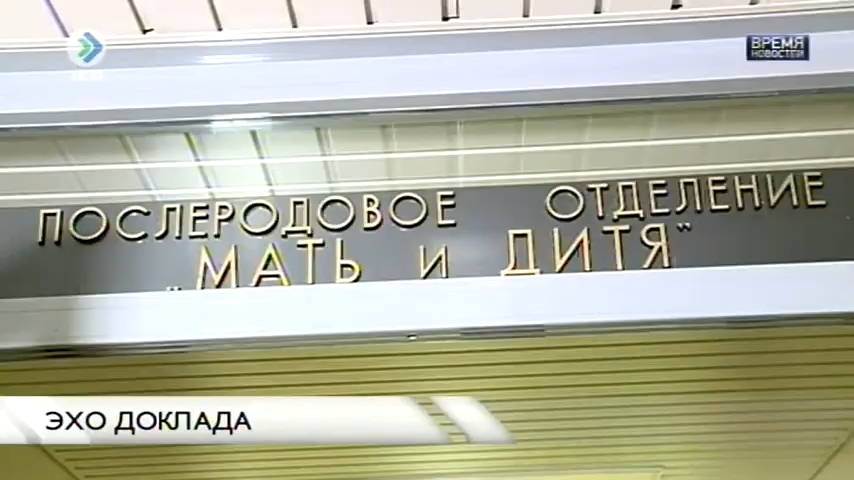 ВРЕМЯ
НОВОСТЕЙ
ПОСЛЕРОДОВОЕ ОТДЕЛЕНИЕ
„МАТЬ И ДИТЯ"
ЭХО ДОКЛАДА